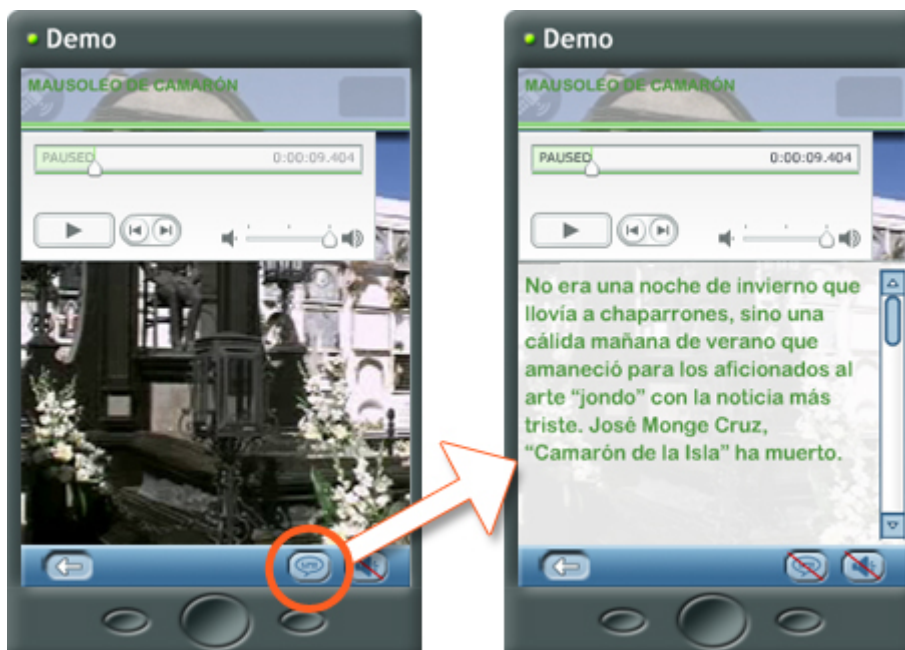 Demo
MAUSOLEO DE CAMARÓN
PAUSED 0:00:09.404
Demo
MAUSOLEO DE CAMARÓN
PAUSED 0:00:09.404
No era una noche de invierno que
llovía a chaparrones, sino una
cálida mañana de verano que
amaneció para los aficionados al
arte “jondo” con la noticia más
triste. José Monge Cruz,
“Camarón de la Isla” ha muerto.